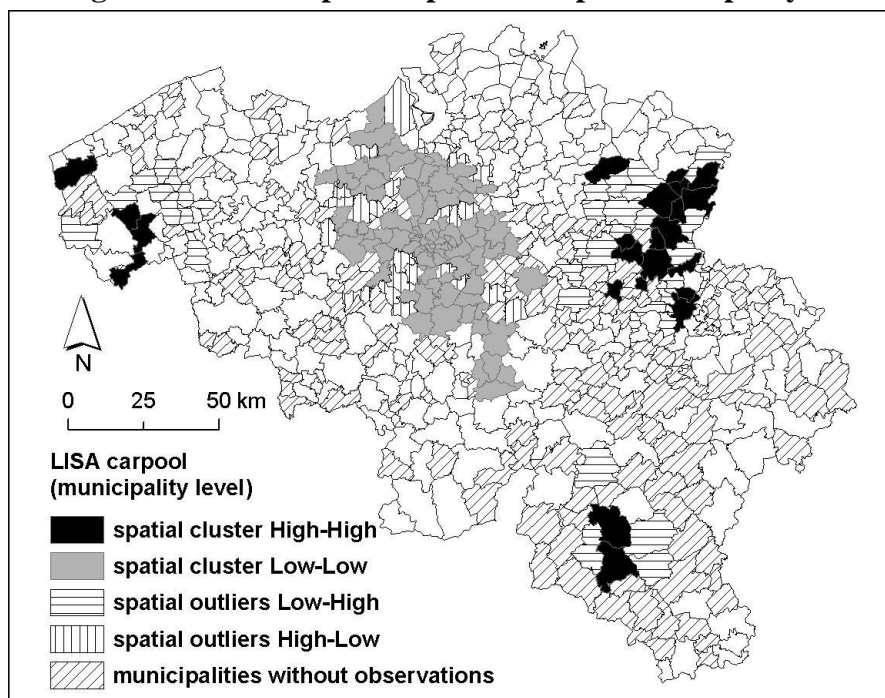 N
0 25 50 km
LISA carpool
(municipality level)
spatial cluster High-High
spatial cluster Low-Low
spatial outliers Low-High
spatial outliers High-Low
municipalities without observations